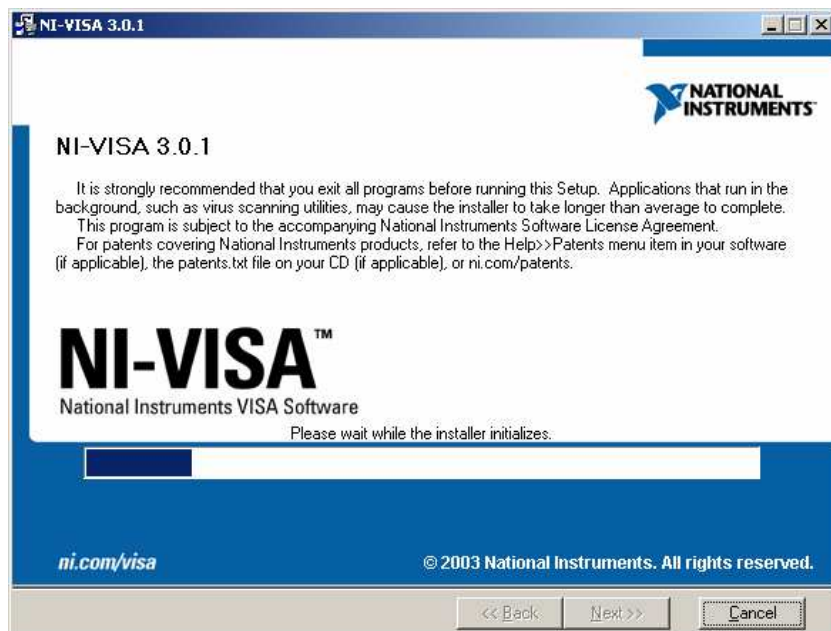 NI-VISA 3.0.1
NATIONAL
INSTRUMENTS™
NI-VISA 3.0.1
It is strongly recommended that you exit all programs before running this Setup. Applications that run in the
background, such as virus scanning utilities, may cause the installer to take longer than average to complete.
This program is subject to the accompanying National Instruments Software License Agreement.
For patents covering National Instruments products, refer to the Help>>Patents menu item in your software
(if applicable), the patents.txt file on your CD (if applicable), or ni.com/patents.
NI-VISA™
National Instruments VISA Software
Please wait while the installer initializes.
ni.com/visa
© 2003 National Instruments. All rights reserved.
<< Back
Next >>
Cancel